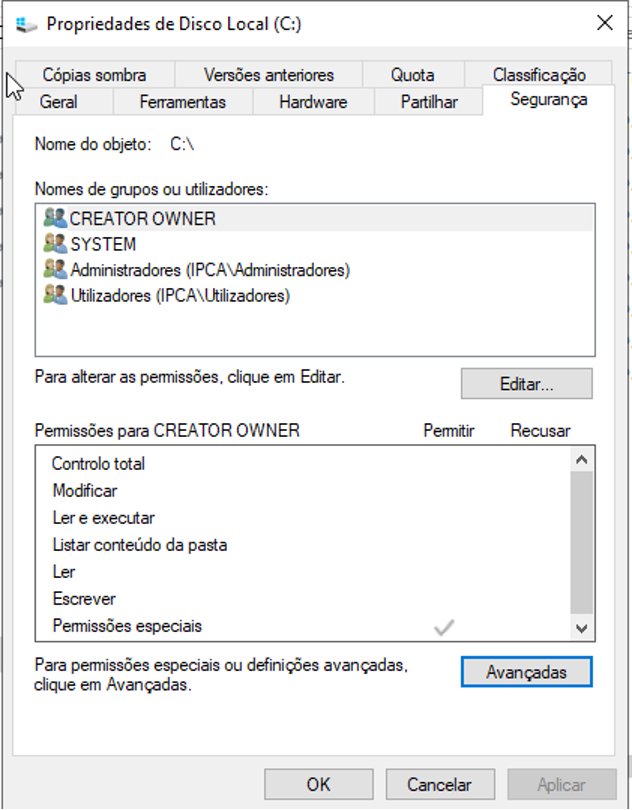 Propriedades de Disco Local (C:)
Cópias sombra Versões anteriores Quota Classificação
Geral Ferramentas Hardware Partilhar Segurança
Nome do objeto: C:\
Nomes de grupos ou utilizadores:
CREATOR OWNER
SYSTEM
Administradores (IPCA\Administradores)
Utilizadores (IPCA\Utilizadores)
Para alterar as permissões, clique em Editar.
Editar...
Permissões para CREATOR OWNER Permitir Recusar
Controlo total
Modificar
Ler e executar
Listar conteúdo da pasta
Ler
Escrever
Permissões especiais
Para permissões especiais ou definições avançadas,
clique em Avançadas.
Avançadas
OK Cancelar Aplicar